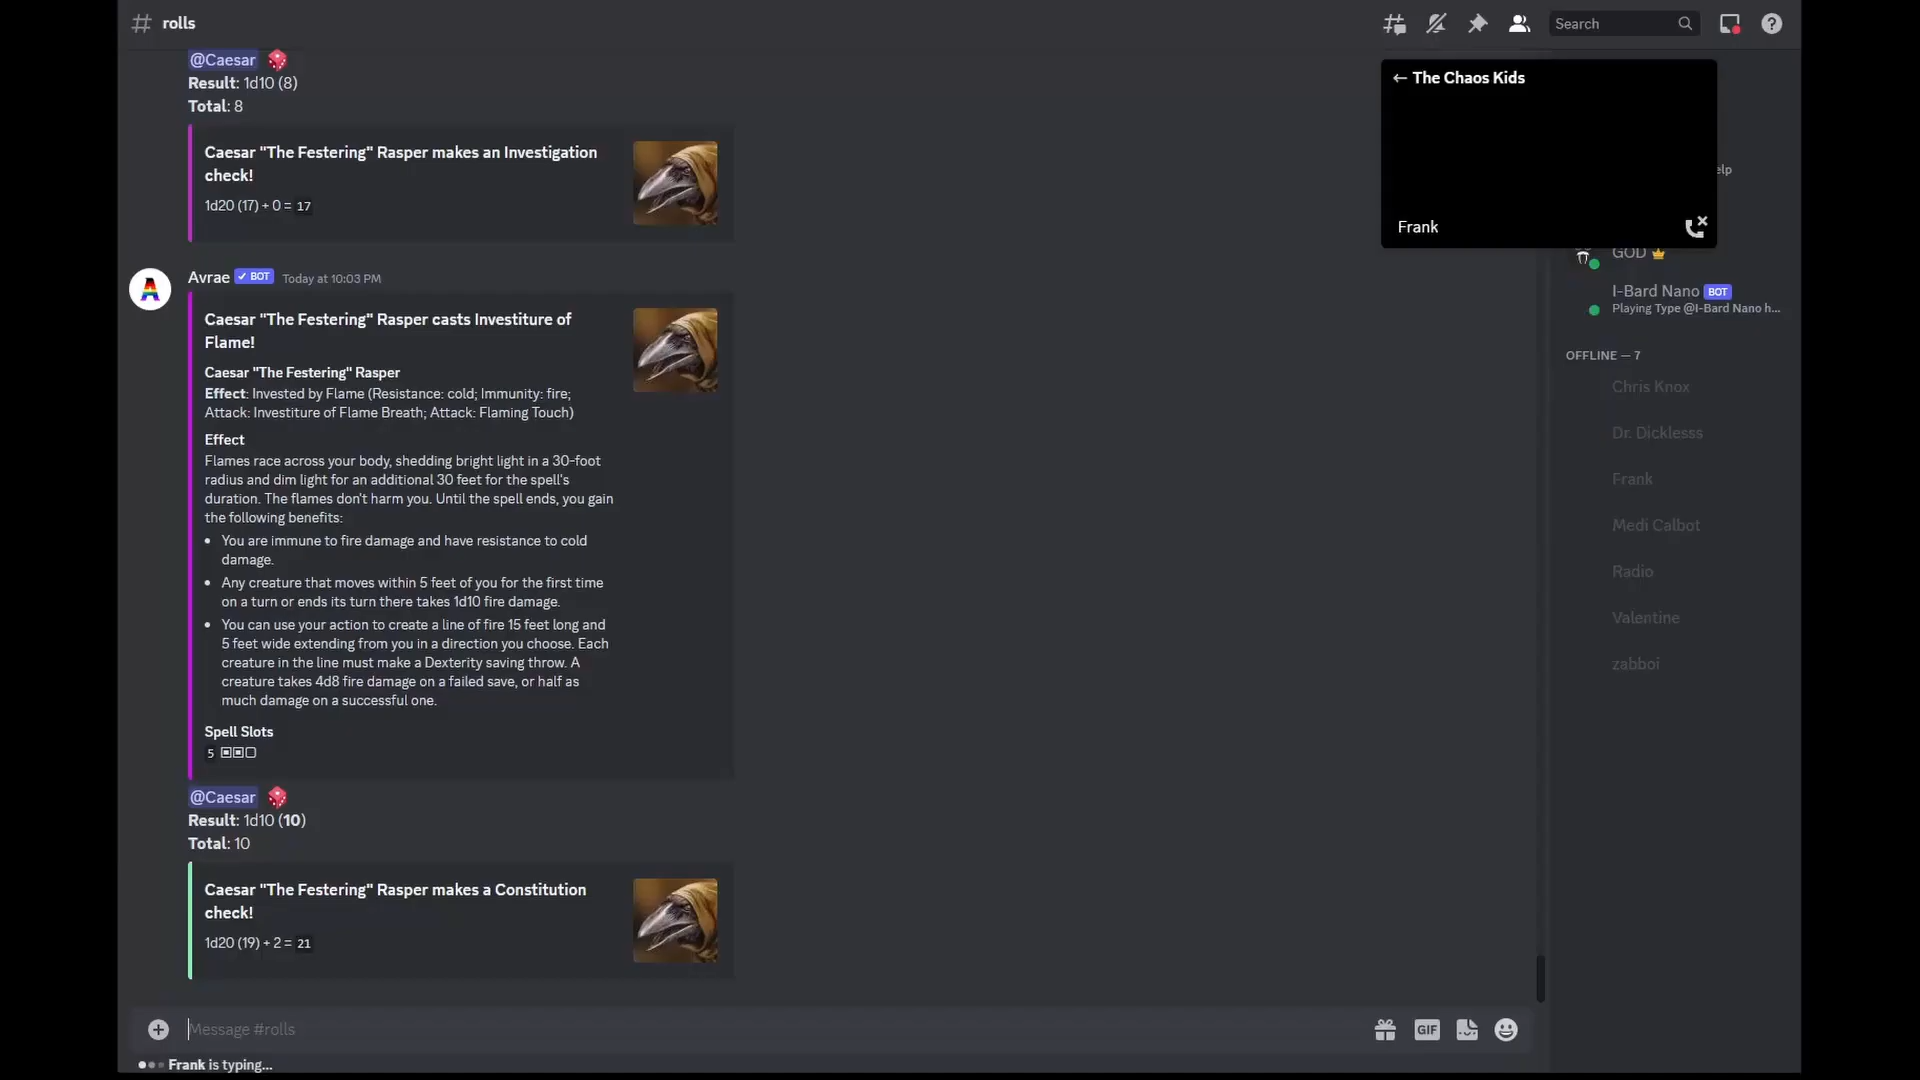 rolls
Search
@Caesar
Result: 1d10 (8)
Total: 8
Caesar "The Festering" Rasper makes an Investigation
check!
1d20 (17) + 0 = 17
Avrae ✓ BOT Today at 10:03 PM
A
Caesar "The Festering" Rasper casts Investiture of
Flame!
Caesar "The Festering" Rasper
Effect: Invested by Flame (Resistance: cold; Immunity: fire;
Attack: Investiture of Flame Breath; Attack: Flaming Touch)
Effect
Flames race across your body, shedding bright light in a 30-foot
radius and dim light for an additional 30 feet for the spell's
duration. The flames don't harm you. Until the spell ends, you gain
the following benefits:
• You are immune to fire damage and have resistance to cold
damage.
• Any creature that moves within 5 feet of you for the first time
on a turn or ends its turn there takes 1d10 fire damage.
• You can use your action to create a line of fire 15 feet long and
5 feet wide extending from you in a direction you choose. Each
creature in the line must make a Dexterity saving throw. A
creature takes 4d8 fire damage on a failed save, or half as
much damage on a successful one.
Spell Slots
5
@Caesar
Result: 1d10 (10)
Total: 10
Caesar "The Festering" Rasper makes a Constitution
check!
1d20 (19) + 2 = 21
Message #rolls
GIF
Frank is typing...
← The Chaos Kids
Frank
elp
GOD
I-Bard Nano BOT
Playing Type @I-Bard Nano h...
OFFLINE — 7
Chris Knox
Dr. Dicklesss
Frank
Medi Calbot
Radio
Valentine
zabboi